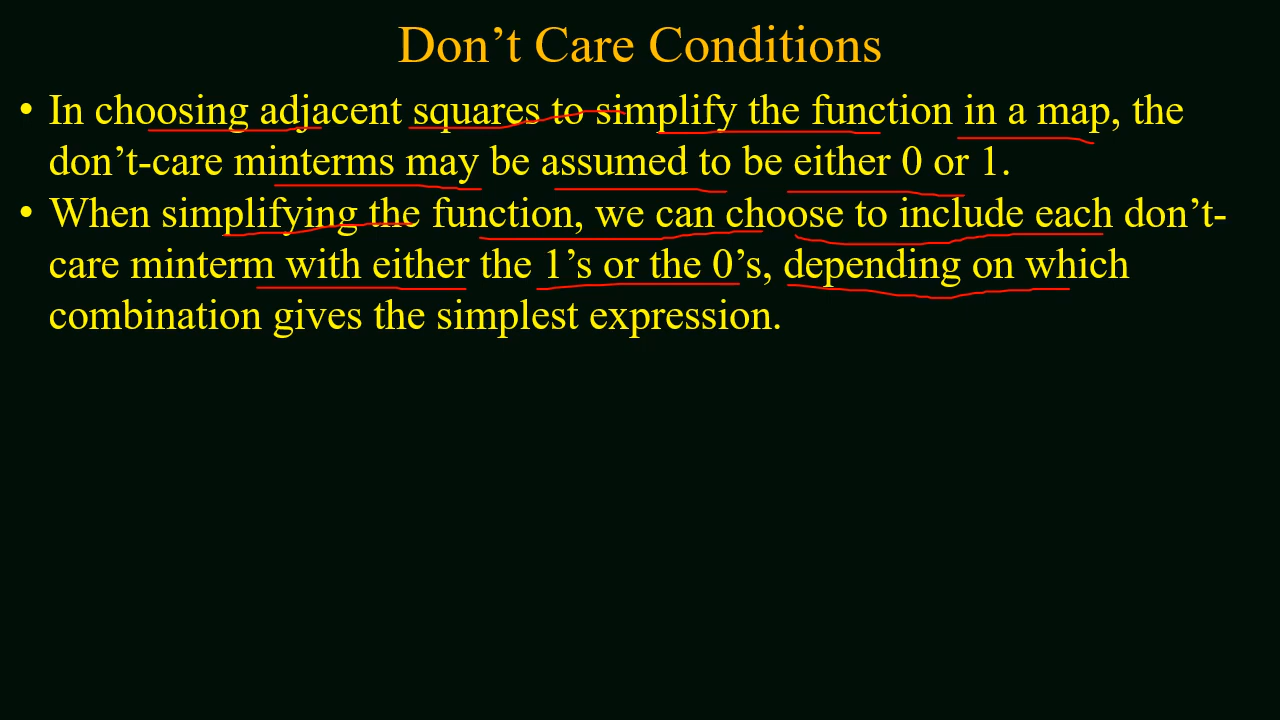 Don’t Care Conditions
• In choosing adjacent squares to simplify the function in a map, the
don’t-care minterms may be assumed to be either 0 or 1.
• When simplifying the function, we can choose to include each don’t-
care minterm with either the 1’s or the 0’s, depending on which
combination gives the simplest expression.